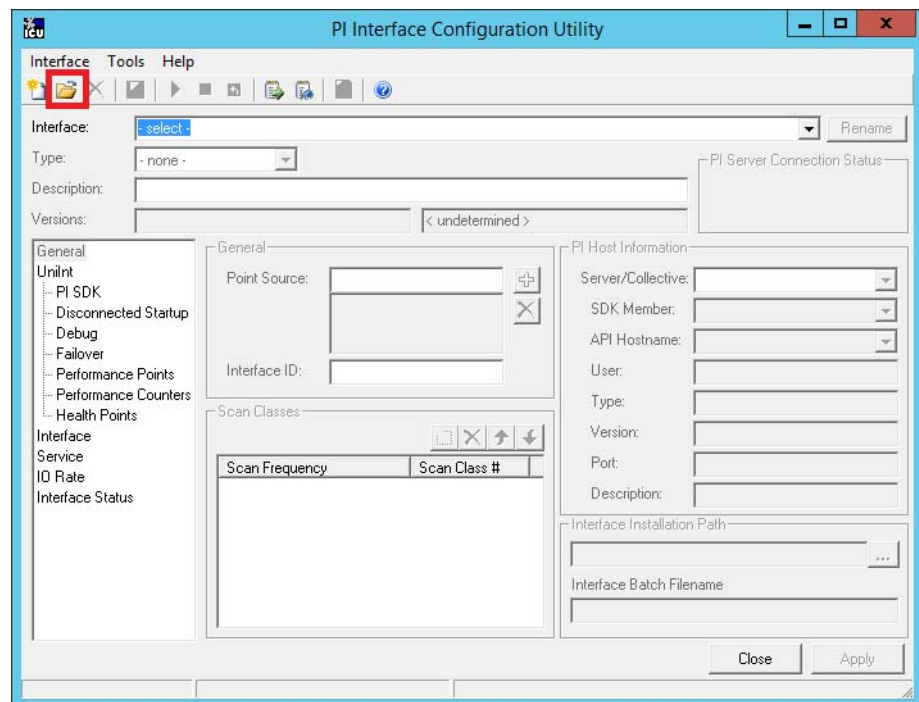 ICU
PI Interface Configuration Utility
Interface Tools Help
Interface: - select - Rename
Type: - none - PI Server Connection Status
Description:
Versions: < undetermined >
General
UniInt
PI SDK
Disconnected Startup
Debug
Failover
Performance Points
Performance Counters
Health Points
Interface
Service
IO Rate
Interface Status
General
Point Source:
Interface ID:
Scan Classes
Scan Frequency Scan Class #
PI Host Information
Server/Collective:
SDK Member:
API Hostname:
User:
Type:
Version:
Port:
Description:
Interface Installation Path
...
Interface Batch Filename
Close Apply